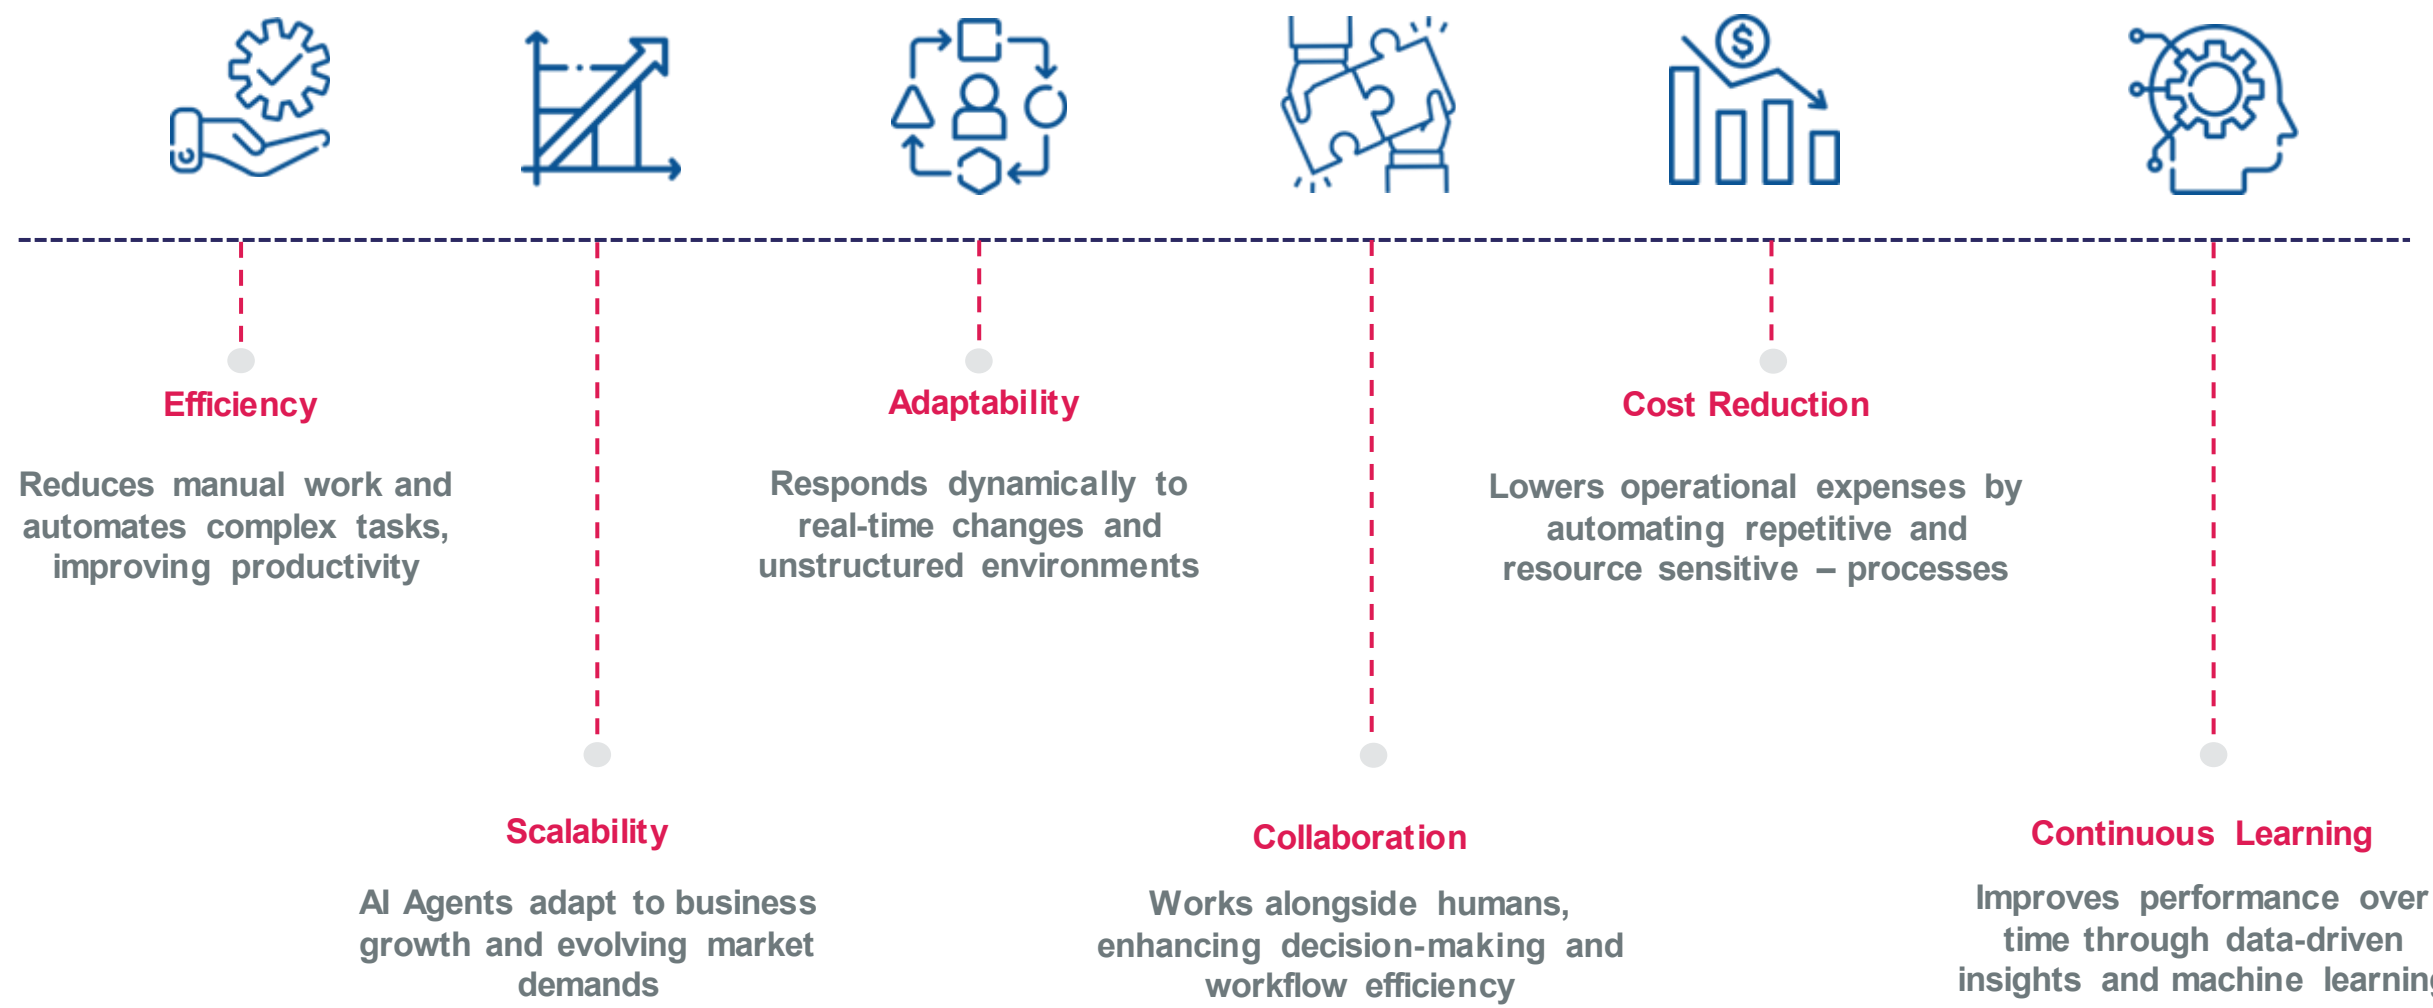 $
Efficiency
Reduces manual work and
automates complex tasks,
improving productivity
Scalability
AI Agents adapt to business
growth and evolving market
demands
Adaptability
Responds dynamically to
real-time changes and
unstructured environments
Collaboration
Works alongside humans,
enhancing decision-making and
workflow efficiency
Cost Reduction
Lowers operational expenses by
automating repetitive and
resource sensitive – processes
Continuous Learning
Improves performance over
time through data-driven
insights and machine learning